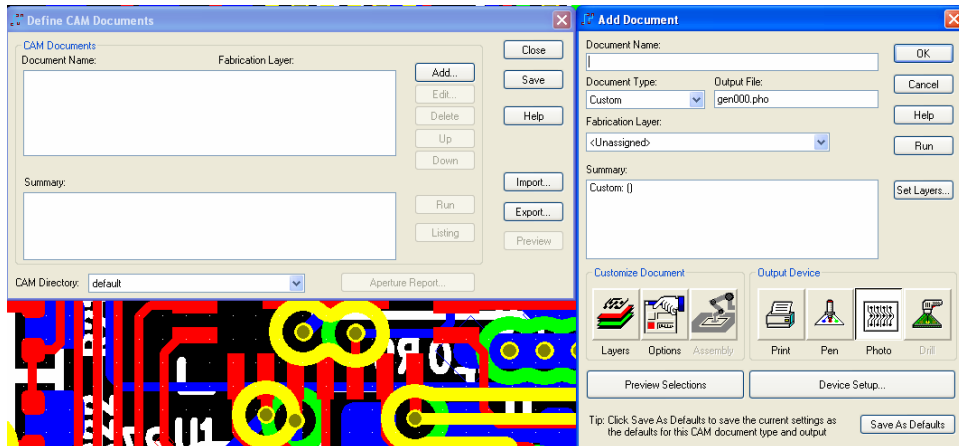 Define CAM Documents
CAM Documents
Document Name: Fabrication Layer:
Add...
Edit...
Delete
Up
Down
Summary:
Run
Listing
CAM Directory: default
Aperture Report...
Close
Save
Help
Import...
Export...
Preview
U1
Add Document
Document Name:
Document Type: Output File:
Custom gen000.pho
Fabrication Layer:
<Unassigned>
Summary:
Custom: ()
OK
Cancel
Help
Run
Set Layers...
Customize Document
Layers Options Assembly
Output Device
Print Pen Photo Drill
Preview Selections
Device Setup...
Tip: Click Save As Defaults to save the current settings as
the defaults for this CAM document type and output
Save As Defaults